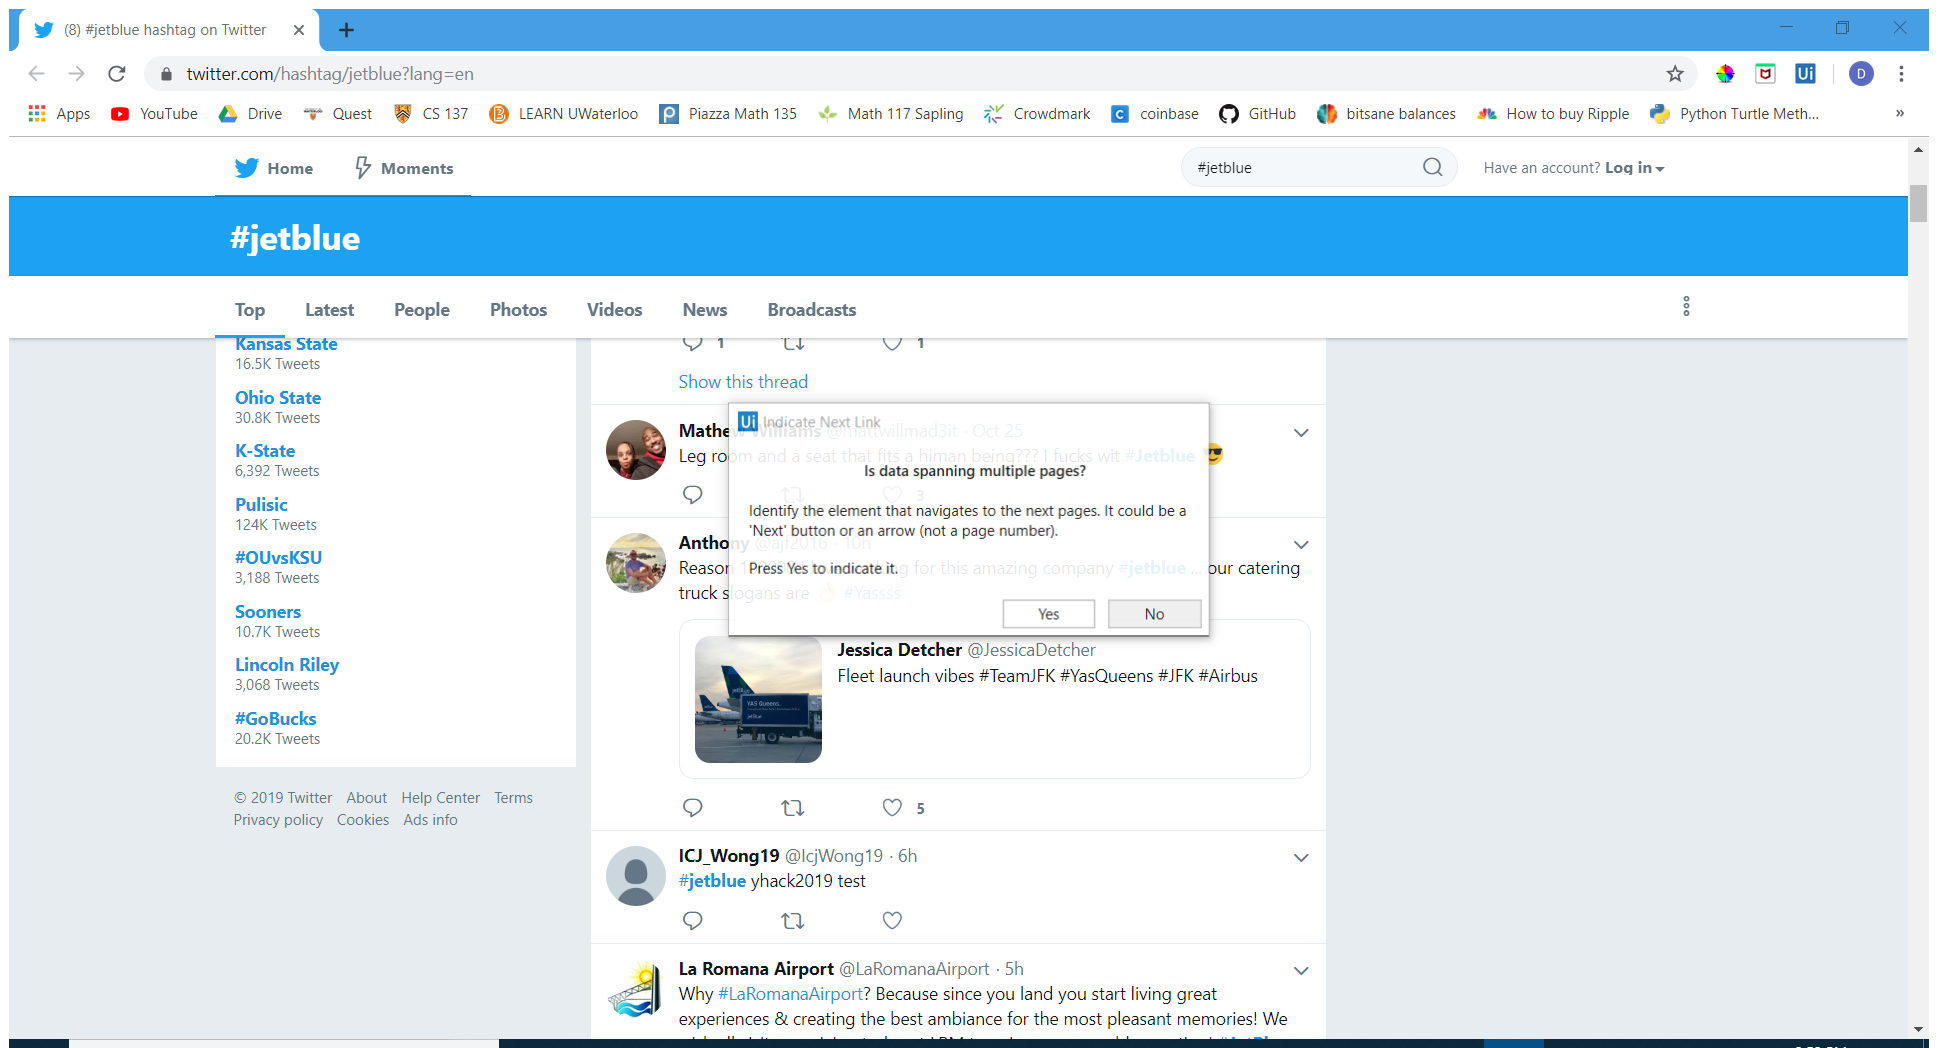 (8) #jetblue hashtag on Twitter
twitter.com/hashtag/jetblue?lang=en
D
Apps YouTube Drive Quest CS 137 LEARN UWaterloo Piazza Math 135 Math 117 Sapling Crowdmark coinbase GitHub bitsane balances How to buy Ripple Python Turtle Meth... »
Home Moments #jetblue Have an account? Log in
#jetblue
Top Latest People Photos Videos News Broadcasts
Kansas State
16.5K Tweets
Ohio State
30.8K Tweets
K-State
6,392 Tweets
Pulisic
124K Tweets
#OUvsKSU
3,188 Tweets
Sooners
10.7K Tweets
Lincoln Riley
3,068 Tweets
#GoBucks
20.2K Tweets
© 2019 Twitter About Help Center Terms
Privacy policy Cookies Ads info
1 1
Show this thread
Mathew Williams @mattwillmad3it · Oct 25
Leg room and a seat that fits a himan being??? I fucks wit #Jetblue
3
Ui Indicate Next Link
Is data spanning multiple pages?
Identify the element that navigates to the next pages. It could be a
'Next' button or an arrow (not a page number).
Press Yes to indicate it.
Yes No
Anthony @ajf2016 · 10h
Reason for this amazing company #jetblue ... our catering
truck slogans are #Yassss
Jessica Detcher @JessicaDetcher
Fleet launch vibes #TeamJFK #YasQueens #JFK #Airbus
YAS Queens.
jetBlue
5
ICJ_Wong19 @IcjWong19 · 6h
#jetblue yhack2019 test
La Romana Airport @LaRomanaAirport · 5h
Why #LaRomanaAirport? Because since you land you start living great
experiences & creating the best ambiance for the most pleasant memories! We